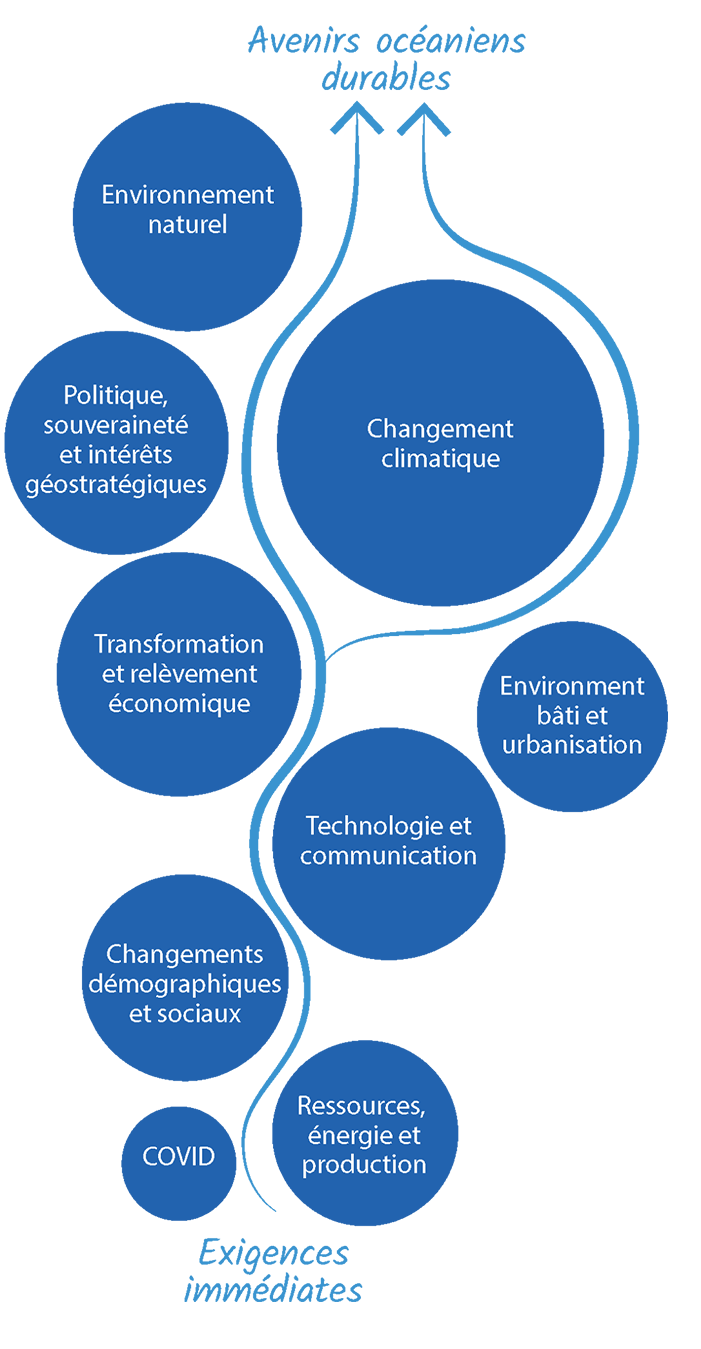 Avenirs océaniens
durables
Environnement
naturel
Politique,
souveraineté
et intérêts
géostratégiques
Changement
climatique
Transformation
et relèvement
économique
Environment
bâti et
urbanisation
Technologie et
communication
Changements
démographiques
et sociaux
Ressources,
énergie et
production
COVID
Exigences
immédiates